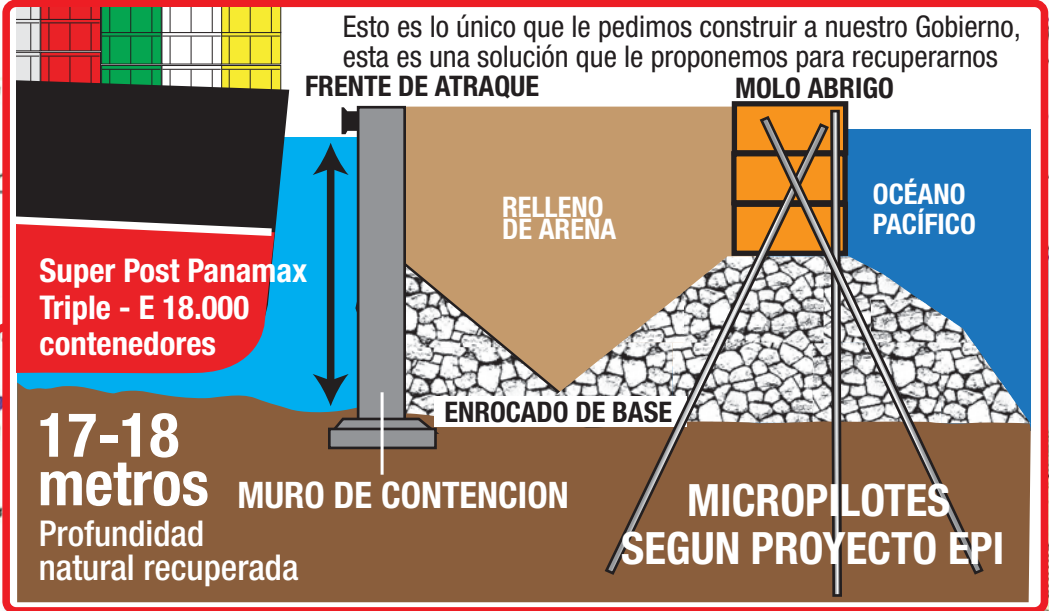 Esto es lo único que le pedimos construir a nuestro Gobierno,
esta es una solución que le proponemos para recuperarnos
FRENTE DE ATRAQUE
MOLO ABRIGO
RELLENO
DE ARENA
OCÉANO
PACÍFICO
Super Post Panamax
Triple - E 18.000
contenedores
ENROCADO DE BASE
17-18
metros
Profundidad
natural recuperada
MURO DE CONTENCION
MICROPILOTES
SEGUN PROYECTO EPI